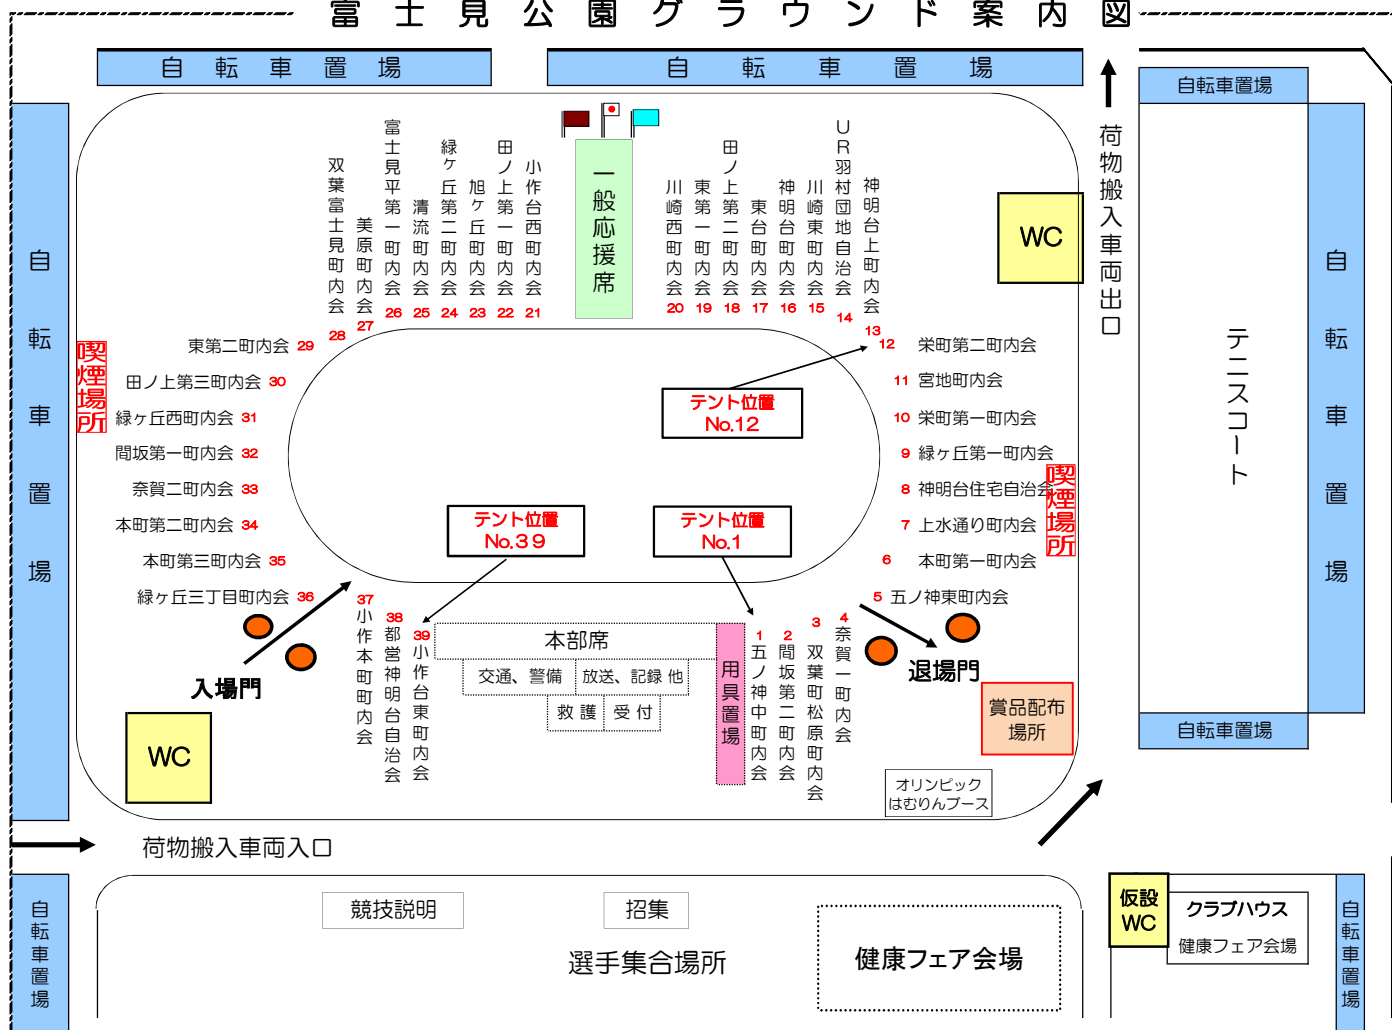 富士見公園グラウンド案内図
自転車置場
自転車置場
自転車置場
自転車置場
自転車置場
自転車置場
荷物搬入車両出口
テニスコート
一般応援席
双葉富士見町内会
28
美原町内会
27
富士見平第一町内会
26
清流町内会
25
緑ケ丘第二町内会
24
旭ケ丘町内会
23
田ノ上第一町内会
22
小作台西町内会
21
川崎西町内会
20
東第一町内会
19
田ノ上第二町内会
18
東台町内会
17
神明台町内会
16
川崎東町内会
15
UR羽村団地自治会
14
神明台上町内会
13
WC
喫煙場所
東第二町内会 29
田ノ上第三町内会 30
緑ヶ丘西町内会 31
間坂第一町内会 32
奈賀二町内会 33
本町第二町内会 34
本町第三町内会 35
緑ヶ丘三丁目町内会 36
12 栄町第二町内会
11 宮地町内会
10 栄町第一町内会
9 緑ヶ丘第一町内会
8 神明台住宅自治会
7 上水通り町内会
6 本町第一町内会
5 五ノ神東町内会
喫煙場所
テント位置
No.12
テント位置
No.39
テント位置
No.1
37
小作本町町内会
38
都営神明台自治会
39
小作台東町内会
本部席
交通、警備
放送、記録 他
救護
受付
用具置場
1
五ノ神中町内会
2
間坂第二町内会
3
双葉町松原町内会
4
奈賀一町内会
入場門
退場門
WC
賞品配布
場所
オリンピック
はむりんブース
自転車置場
荷物搬入車両入口
自転車置場
競技説明
招集
選手集合場所
健康フェア会場
仮設
WC
クラブハウス
健康フェア会場
自転車置場